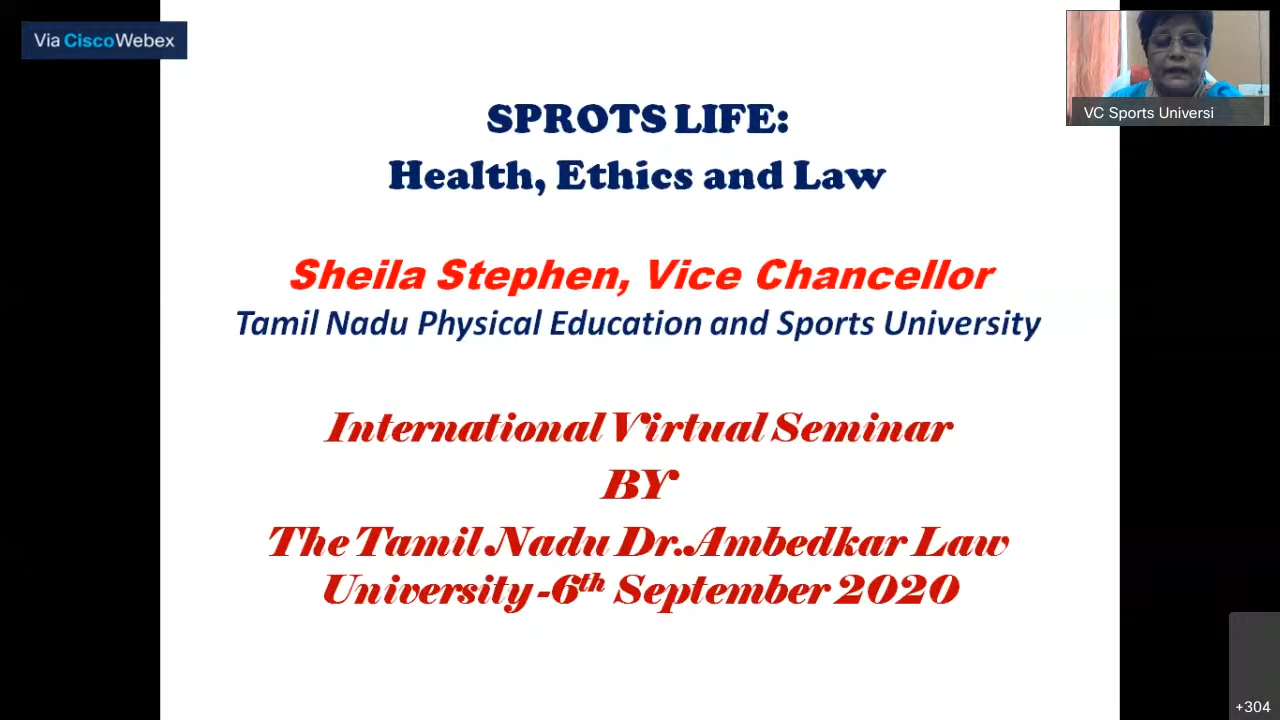 Via CiscoWebex
VC Sports Universi
SPROTS LIFE:
Health, Ethics and Law
Sheila Stephen, Vice Chancellor
Tamil Nadu Physical Education and Sports University
International Virtual Seminar
BY
The Tamil Nadu Dr.Ambedkar Law
University-6th September 2020
+304